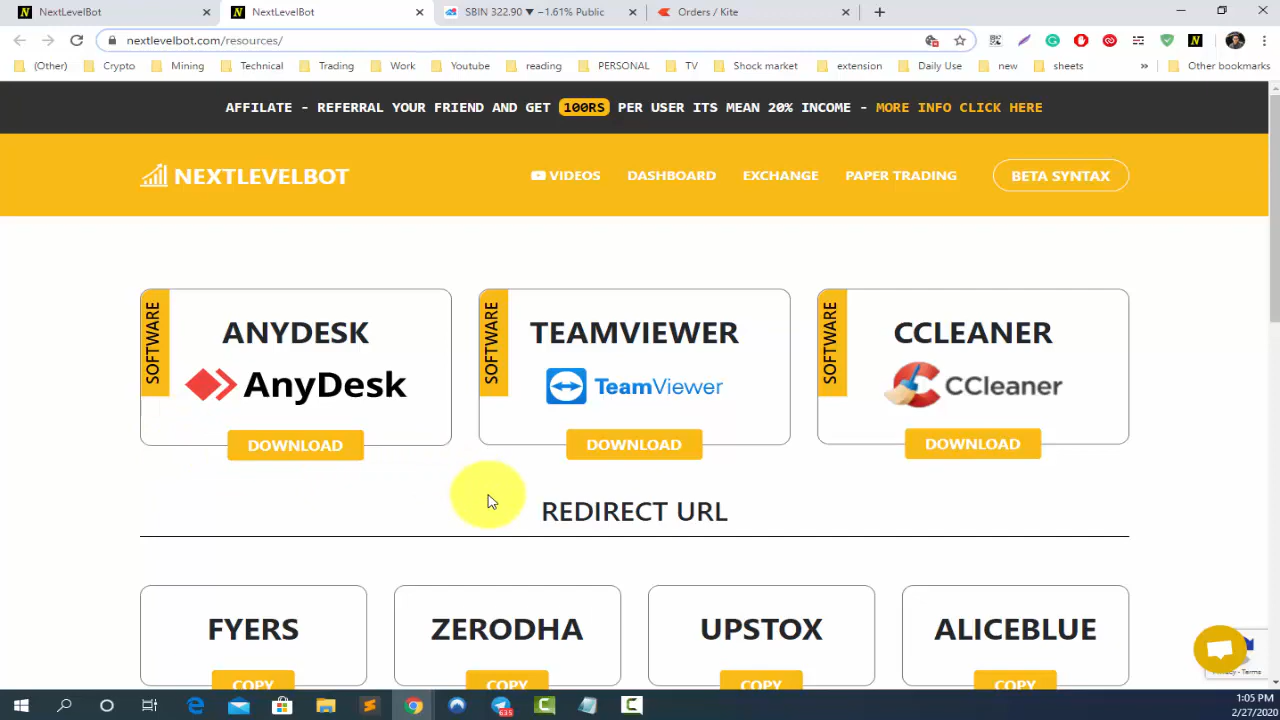 NextLevelBot
NextLevelBot
SBIN 322.90 ▼ −1.61% Public
Orders / Kite
nextlevelbot.com/resources/
(Other)
Crypto
Mining
Technical
Trading
Work
Youtube
reading
PERSONAL
TV
Shock market
extension
Daily Use
new
sheets
Other bookmarks
AFFILATE - REFERRAL YOUR FRIEND AND GET 100RS PER USER ITS MEAN 20% INCOME - MORE INFO CLICK HERE
NEXTLEVELBOT
VIDEOS
DASHBOARD
EXCHANGE
PAPER TRADING
BETA SYNTAX
SOFTWARE
ANYDESK
AnyDesk
DOWNLOAD
SOFTWARE
TEAMVIEWER
TeamViewer
DOWNLOAD
SOFTWARE
CCLEANER
CCleaner
DOWNLOAD
REDIRECT URL
FYERS
ZERODHA
UPSTOX
ALICEBLUE
COPY
COPY
COPY
COPY
Privacy - Terms
635
1:05 PM
2/27/2020